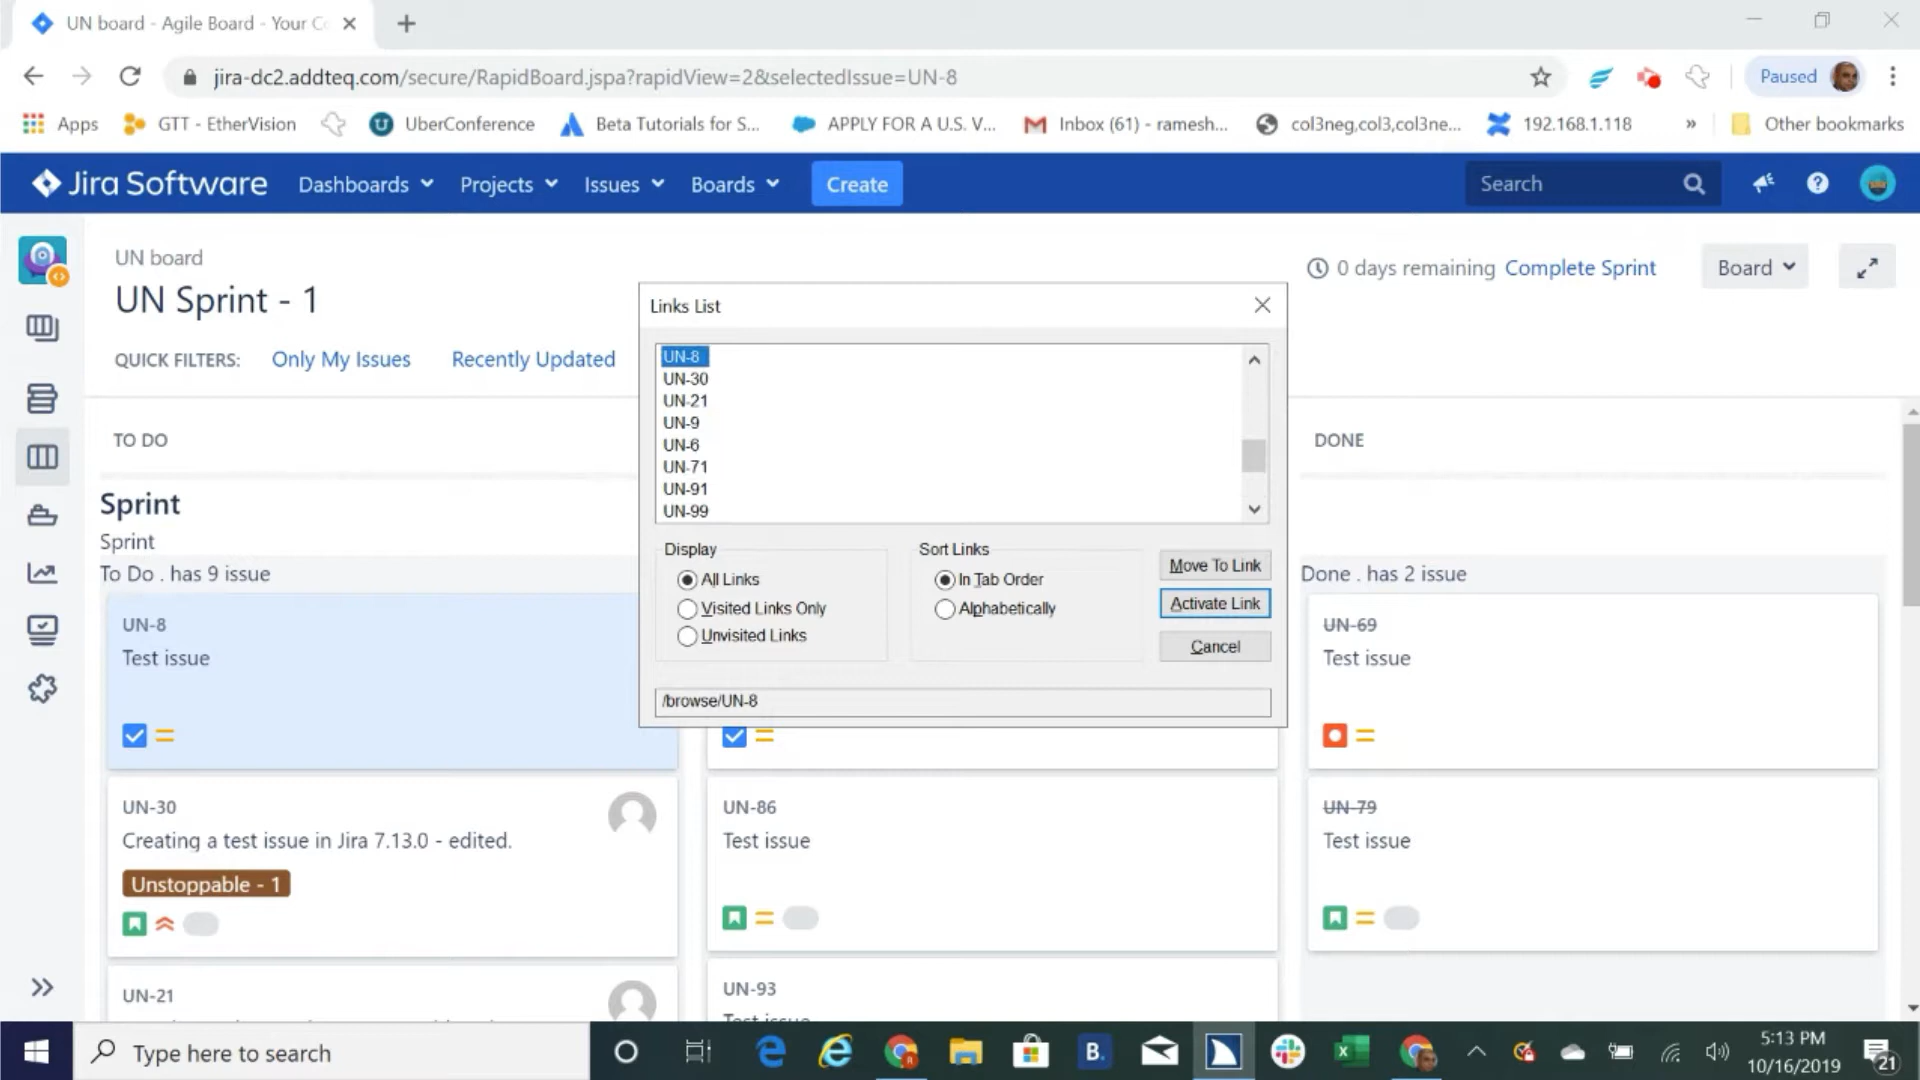 UN board - Agile Board - Your Co
jira-dc2.addteq.com/secure/RapidBoard.jspa?rapidView=2&selectedIssue=UN-8
Paused
Apps
GTT - EtherVision
UberConference
Beta Tutorials for S...
APPLY FOR A U.S. V...
Inbox (61) - ramesh...
col3neg,col3,col3ne...
192.168.1.118
»
Other bookmarks
Jira Software
Dashboards
Projects
Issues
Boards
Create
Search
UN board
UN Sprint - 1
0 days remaining
Complete Sprint
Board
QUICK FILTERS:
Only My Issues
Recently Updated
Links List
UN-8
UN-30
UN-21
UN-9
UN-6
UN-71
UN-91
UN-99
Display
All Links
Visited Links Only
Unvisited Links
Sort Links
In Tab Order
Alphabetically
Move To Link
Activate Link
Cancel
/browse/UN-8
TO DO
DONE
Sprint
Sprint
To Do . has 9 issue
Done . has 2 issue
UN-8
Test issue
UN-30
Creating a test issue in Jira 7.13.0 - edited.
Unstoppable - 1
UN-21
UN-86
Test issue
UN-93
Test issue
UN-69
Test issue
UN-79
Test issue
Type here to search
B.
5:13 PM
10/16/2019
21